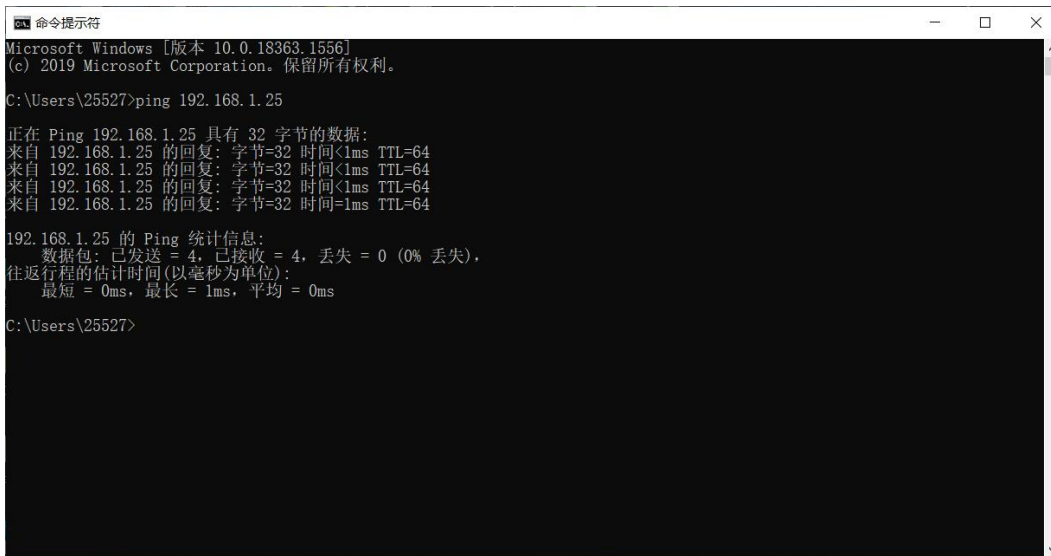 命令提示符
Microsoft Windows [版本 10.0.18363.1556]
(c) 2019 Microsoft Corporation。保留所有权利。
C:\Users\25527>ping 192.168.1.25
正在 Ping 192.168.1.25 具有 32 字节的数据:
来自 192.168.1.25 的回复: 字节=32 时间<1ms TTL=64
来自 192.168.1.25 的回复: 字节=32 时间<1ms TTL=64
来自 192.168.1.25 的回复: 字节=32 时间<1ms TTL=64
来自 192.168.1.25 的回复: 字节=32 时间=1ms TTL=64
192.168.1.25 的 Ping 统计信息:
    数据包: 已发送 = 4，已接收 = 4，丢失 = 0 (0% 丢失)，
往返行程的估计时间(以毫秒为单位):
    最短 = 0ms，最长 = 1ms，平均 = 0ms
C:\Users\25527>